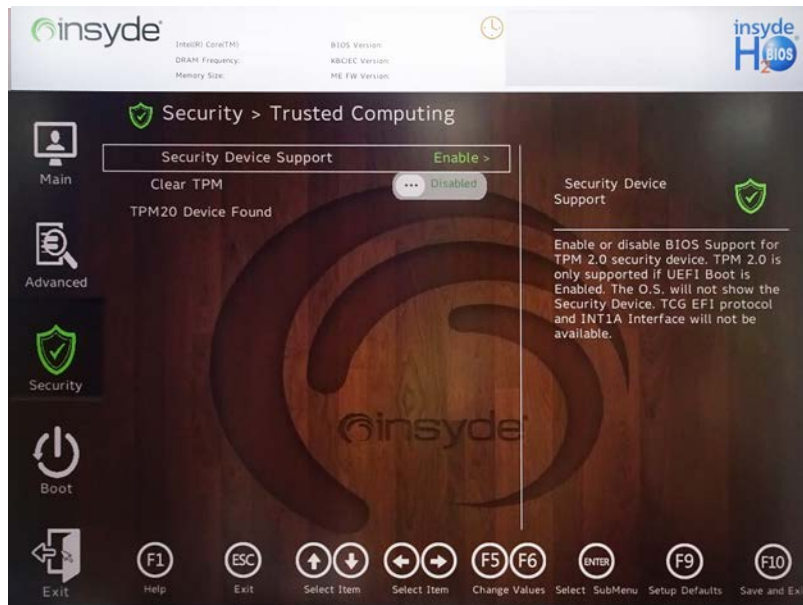 insyde
Intel(R) Core(TM)
BIOS Version:
DRAM Frequency:
KBC/EC Version:
Memory Size:
ME FW Version:
insyde
H2O BIOS
Security > Trusted Computing
Main
Security Device Support
Enable >
Clear TPM
Disabled
TPM20 Device Found
Security Device
Support
Enable or disable BIOS Support for
TPM 2.0 security device. TPM 2.0 is
only supported if UEFI Boot is
Enabled. The O.S. will not show the
Security Device. TCG EFI protocol
and INT1A Interface will not be
available.
Advanced
Security
insyde
Boot
Exit
F1
Help
ESC
Exit
Select Item
Select Item
F5 F6
Change Values
ENTER
Select SubMenu
F9
Setup Defaults
F10
Save and Ex